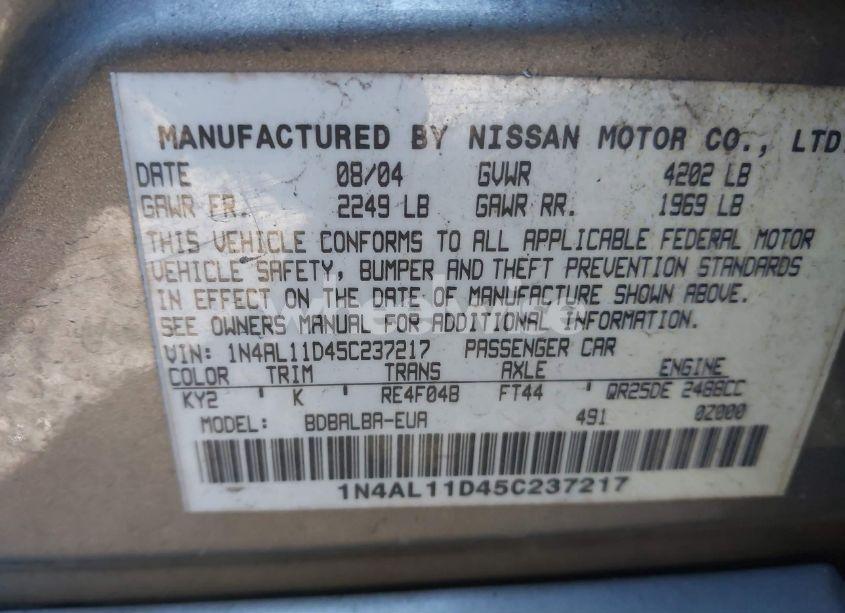 MANUFACTURED BY NISSAN MOTOR CO., LTD.
DATE 08/04 GVWR 4202 LB
GAWR FR. 2249 LB GAWR RR. 1969 LB
THIS VEHICLE CONFORMS TO ALL APPLICABLE FEDERAL MOTOR
VEHICLE SAFETY, BUMPER AND THEFT PREVENTION STANDARDS
IN EFFECT ON THE DATE OF MANUFACTURE SHOWN ABOVE.
SEE OWNERS MANUAL FOR ADDITIONAL INFORMATION.
VIN: 1N4AL11D45C237217 PASSENGER CAR
COLOR TRIM TRANS AXLE ENGINE
KY2 K RE4F04B FT44 QR25DE 2488CC
MODEL: BDBALBA-EUA 491 0Z000
1N4AL11D45C237217